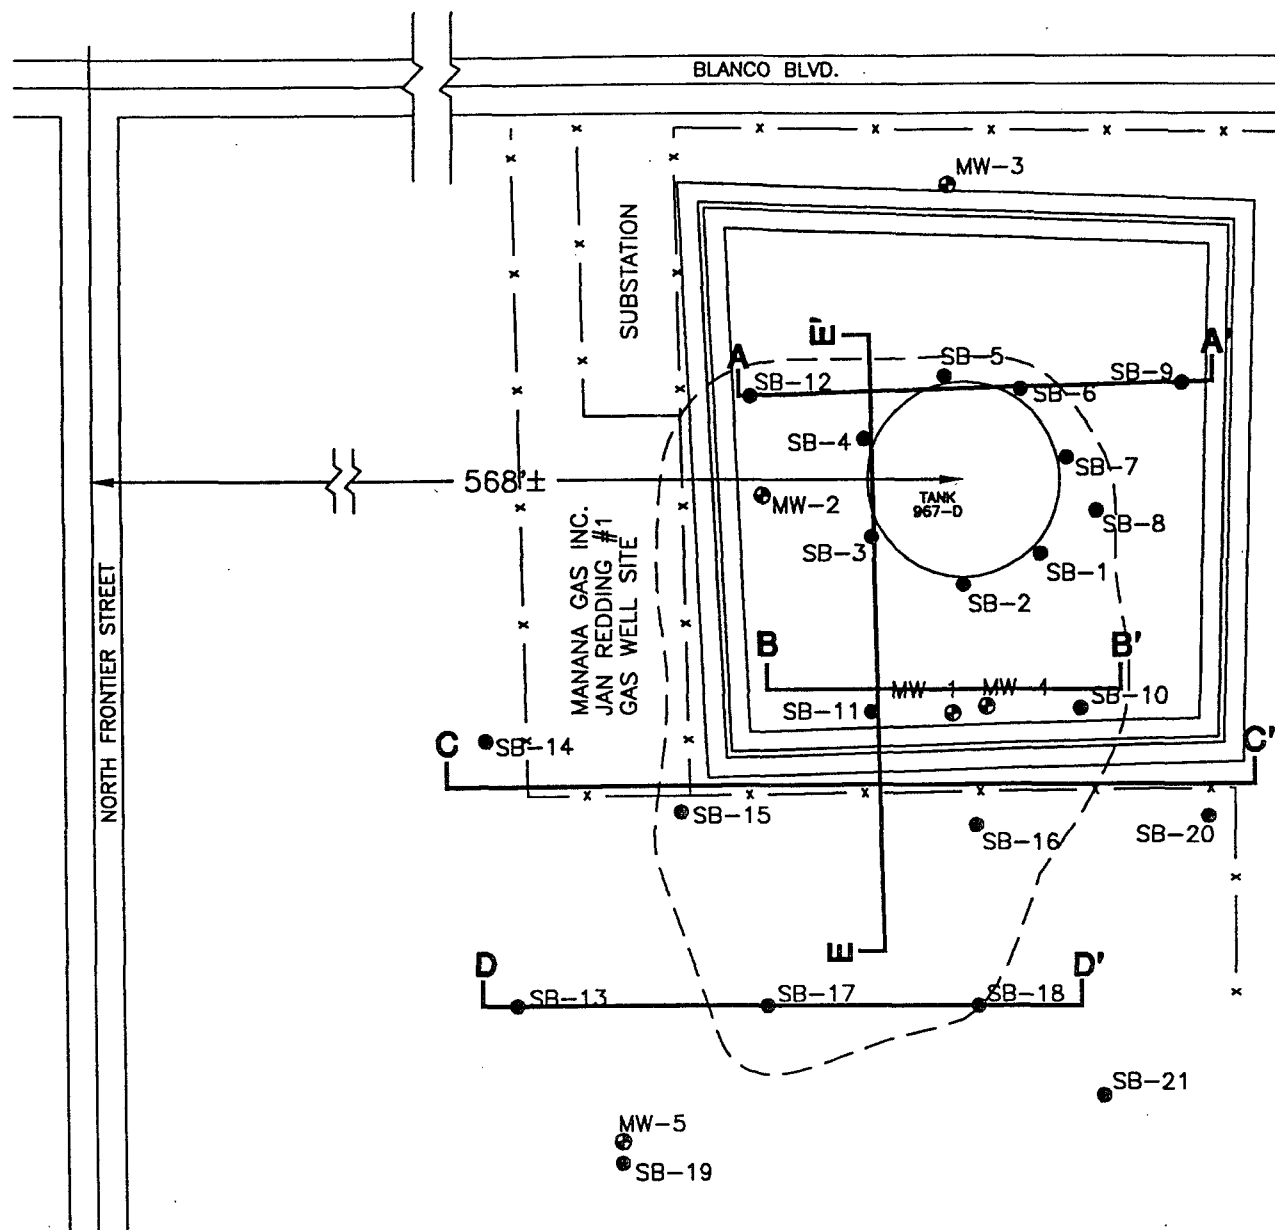 BLANCO BLVD.
MW-3
SUBSTATION
E'
A
A'
SB-5
SB-9
SB-12
SB-6
SB-4
SB-7
568'±
TANK
967-D
MW-2
SB-8
SB-3
SB-1
SB-2
MANANA GAS INC.
JAN REDDING #1
GAS WELL SITE
NORTH FRONTIER STREET
B
B'
MW-1
MW-4
SB-10
SB-11
C
SB-14
C'
SB-15
SB-16
SB-20
E
D
D'
SB-13
SB-17
SB-18
SB-21
MW-5
SB-19